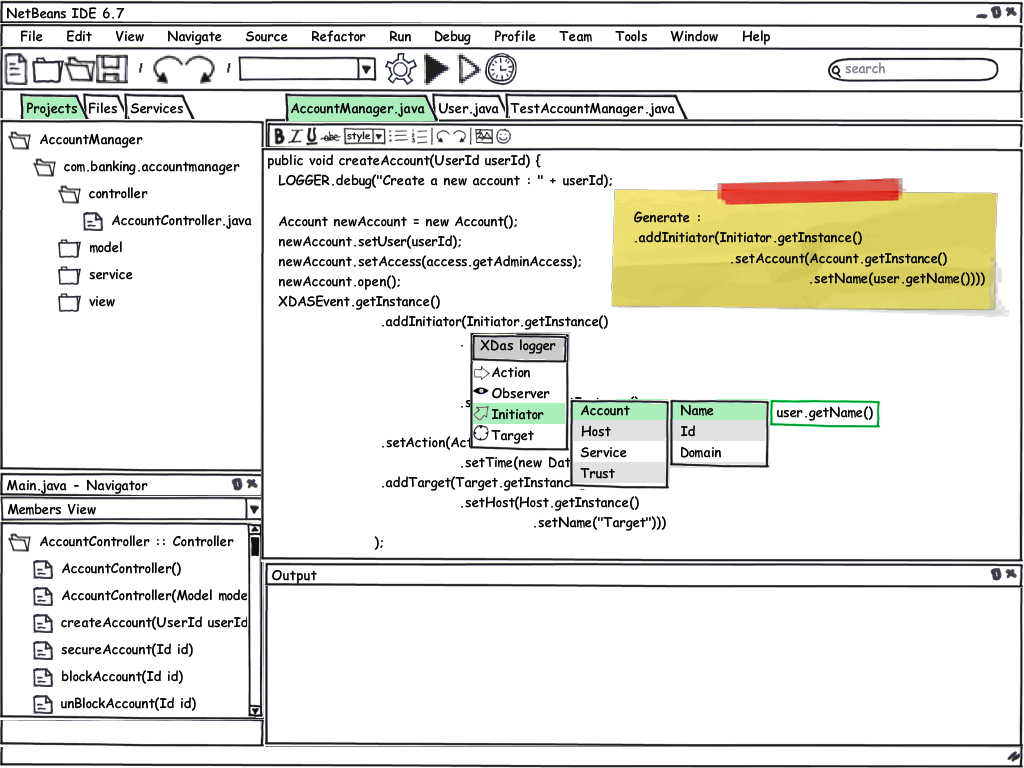 NetBeans IDE 6.7
File Edit View Navigate Source Refactor Run Debug Profile Team Tools Window Help
search
Projects Files Services
AccountManager.java User.java TestAccountManager.java
AccountManager
com.banking.accountmanager
controller
AccountController.java
model
service
view
B I U abc style
public void createAccount(UserId userId) {
LOGGER.debug("Create a new account : " + userId);
Account newAccount = new Account();
newAccount.setUser(userId);
newAccount.setAccess(access.getAdminAccess);
newAccount.open();
XDASEvent.getInstance()
.addInitiator(Initiator.getInstance()
.
.s
.setAction(Act
.setTime(new Dat
.addTarget(Target.getInstance
.setHost(Host.getInstance()
.setName("Target")))
);
Generate :
.addInitiator(Initiator.getInstance()
.setAccount(Account.getInstance()
.setName(user.getName())))
XDas logger
Action
Observer
Initiator
Target
Account
Host
Service
Trust
Name
Id
Domain
user.getName()
Main.java - Navigator
Members View
AccountController :: Controller
AccountController()
AccountController(Model mode
createAccount(UserId userId
secureAccount(Id id)
blockAccount(Id id)
unBlockAccount(Id id)
Output